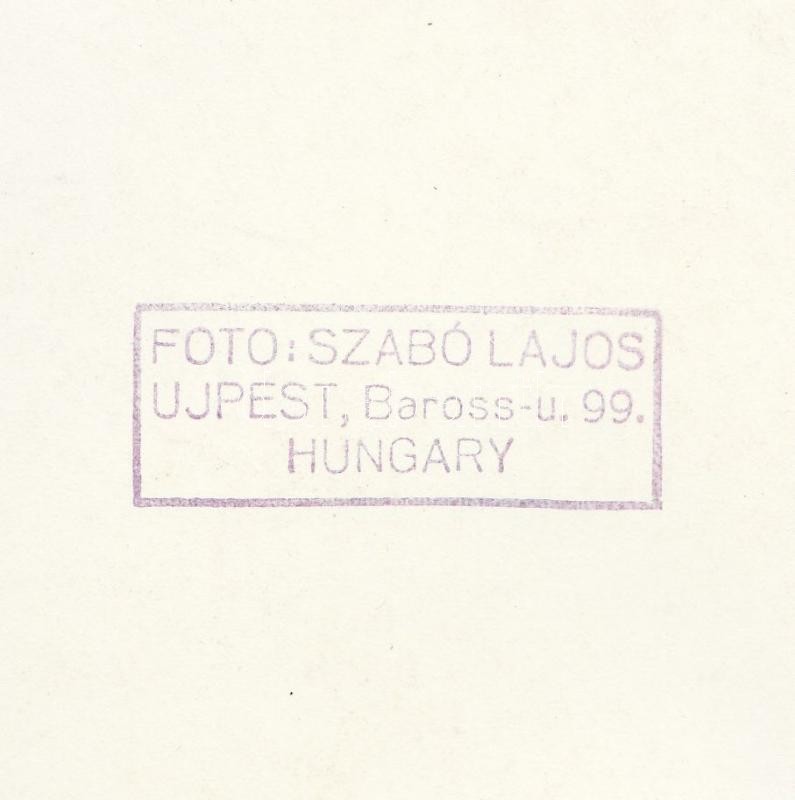 FOTO: SZABÓ LAJOS
UJPEST, Baross-u. 99.
HUNGARY